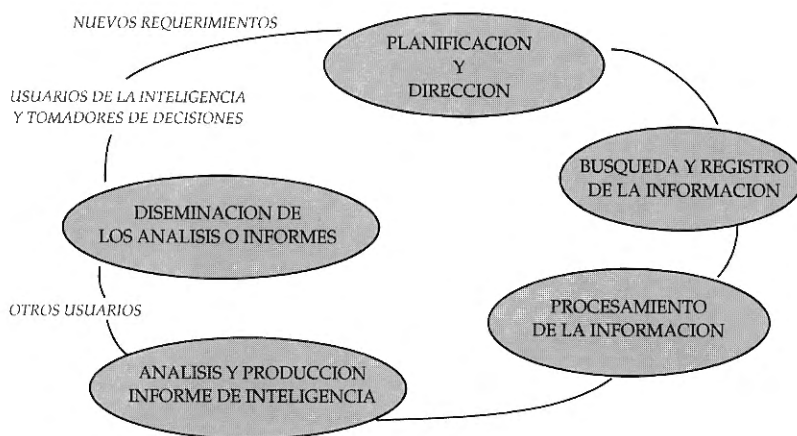 NUEVOS REQUERIMIENTOS
PLANIFICACION
Y
DIRECCION
USUARIOS DE LA INTELIGENCIA
Y TOMADORES DE DECISIONES
BUSQUEDA Y REGISTRO
DE LA INFORMACION
DISEMINACION DE
LOS ANALISIS O INFORMES
OTROS USUARIOS
PROCESAMIENTO
DE LA INFORMACION
ANALISIS Y PRODUCCION
INFORME DE INTELIGENCIA